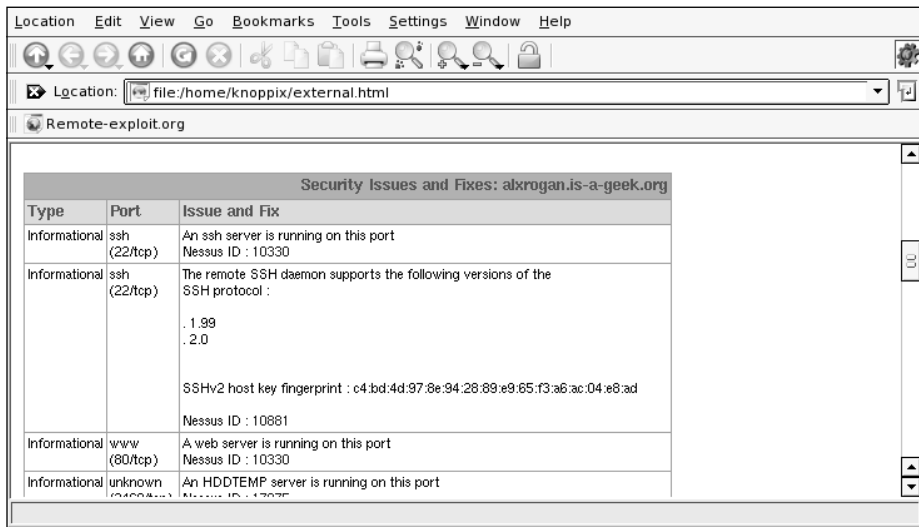 Location Edit View Go Bookmarks Tools Settings Window Help
Location: file:/home/knoppix/external.html
Remote-exploit.org
Security Issues and Fixes: alxrogan.is-a-geek.org
Type Port Issue and Fix
Informational ssh An ssh server is running on this port
(22/tcp) Nessus ID : 10330
Informational ssh The remote SSH daemon supports the following versions of the
(22/tcp) SSH protocol :
. 1.99
. 2.0
SSHv2 host key fingerprint : c4:bd:4d:97:8e:94:28:89:e9:65:f3:a6:ac:04:e8:ad
Nessus ID : 10881
Informational www A web server is running on this port
(80/tcp) Nessus ID : 10330
Informational unknown An HDDTEMP server is running on this port